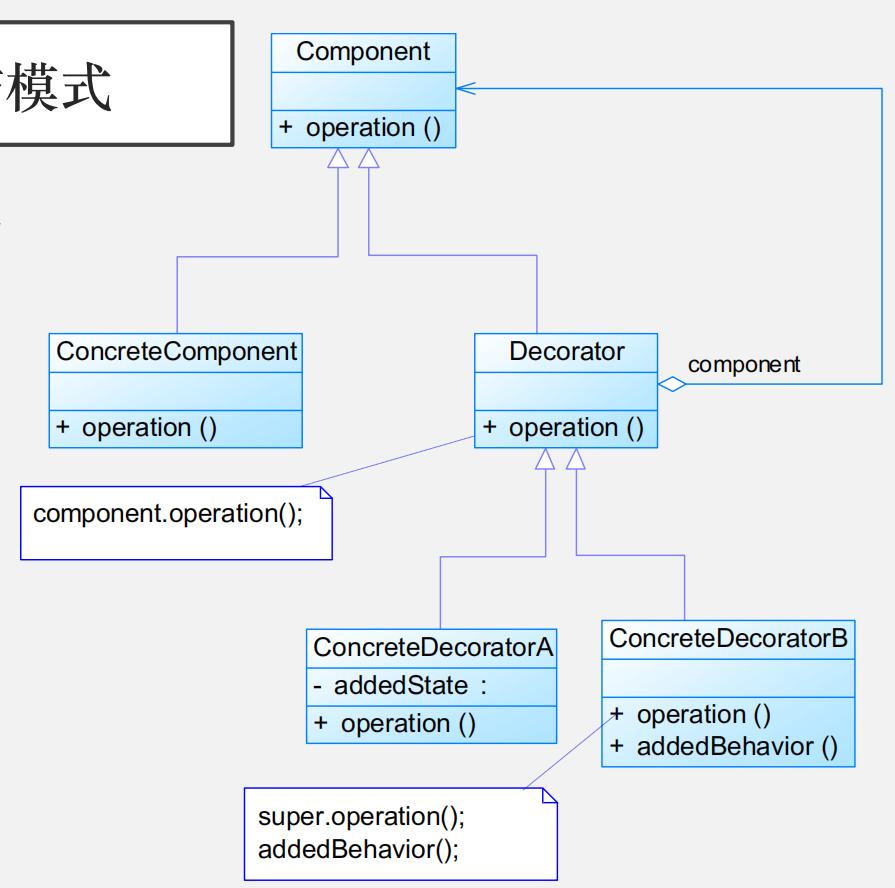 模式
Component
+ operation ()
component
ConcreteComponent
+ operation ()
Decorator
+ operation ()
component.operation();
ConcreteDecoratorA
- addedState :
+ operation ()
ConcreteDecoratorB
+ operation ()
+ addedBehavior ()
super.operation();
addedBehavior();